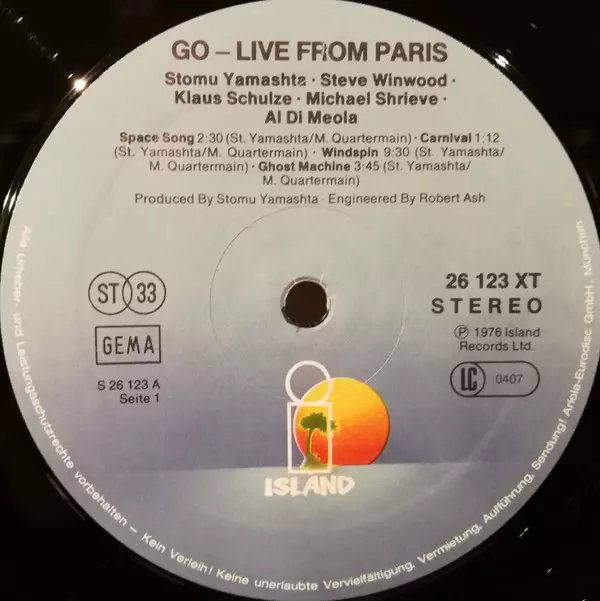 GO – LIVE FROM PARIS
Stomu Yamashta · Steve Winwood ·
Klaus Schulze · Michael Shrieve ·
Al Di Meola
Space Song 2:30 (St. Yamashta/M. Quartermain) · Carnival 1:12
(St. Yamashta/M. Quartermain) · Windspin 9:30 (St. Yamashta/
M. Quartermain) · Ghost Machine 3:45 (St. Yamashta/
M. Quartermain)
Produced By Stomu Yamashta · Engineered By Robert Ash
ST 33
GEMA
S 26 123 A
Seite 1
26 123 XT
STEREO
Ⓟ 1976 Island
Records Ltd.
LC 0407
i
ISLAND
Alle Urheber- und Leistungsschutzrechte vorbehalten – Kein Verleih! Keine unerlaubte Vervielfältigung, Vermietung, Aufführung, Sendung! Ariola-Eurodisc GmbH., München